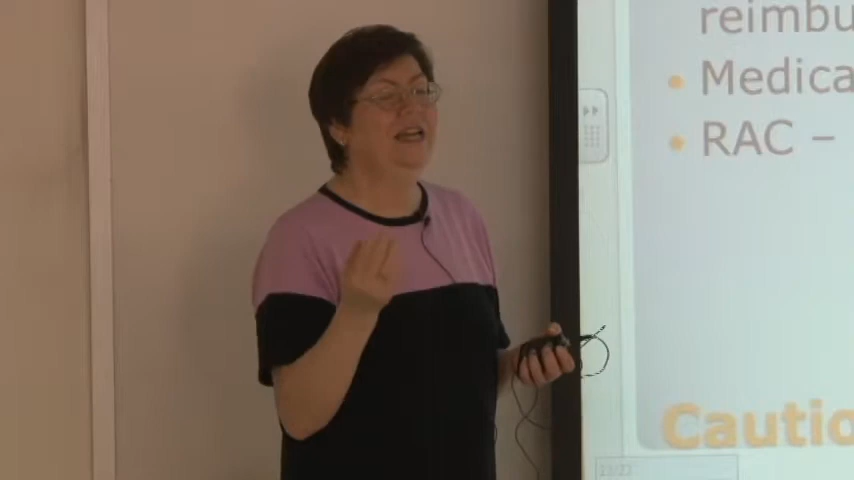 reimbu
• Medica
• RAC –
Cautio